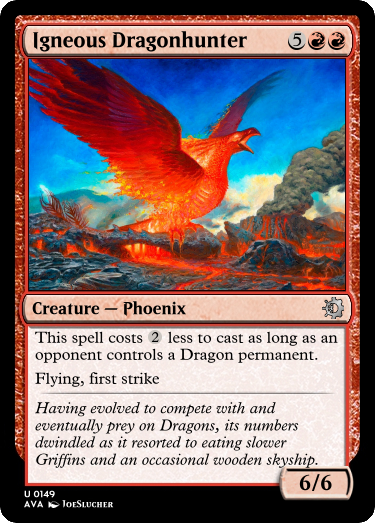 Igneous Dragonhunter 5
Creature — Phoenix
This spell costs 2 less to cast as long as an
opponent controls a Dragon permanent.
Flying, first strike
Having evolved to compete with and
eventually prey on Dragons, its numbers
dwindled as it resorted to eating slower
Griffins and an occasional wooden skyship.
6/6
U 0149
AVA JOESLUCHER